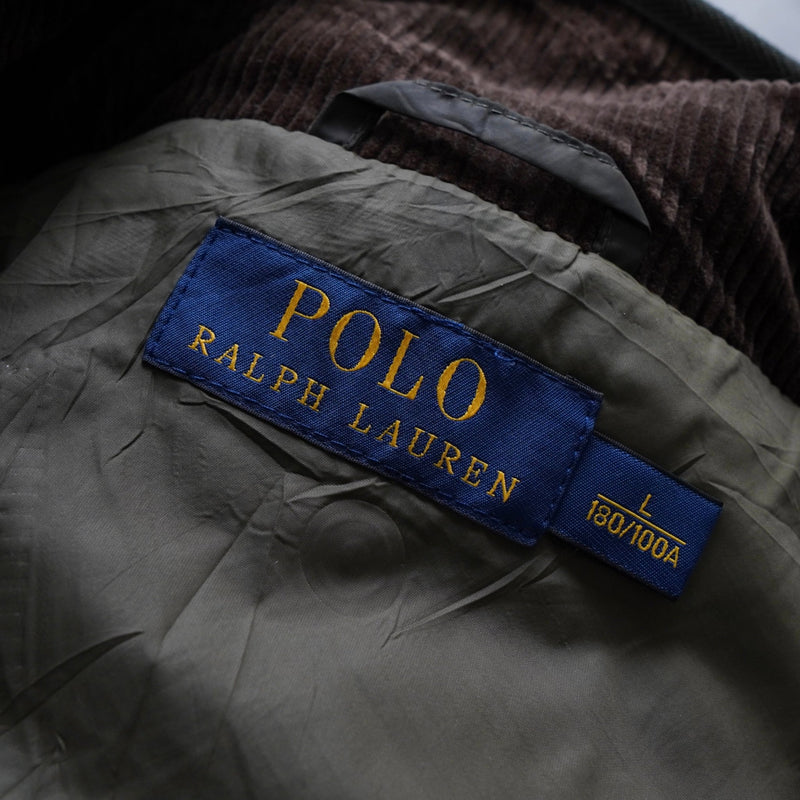 POLO
RALPH LAUREN
L
180/100A